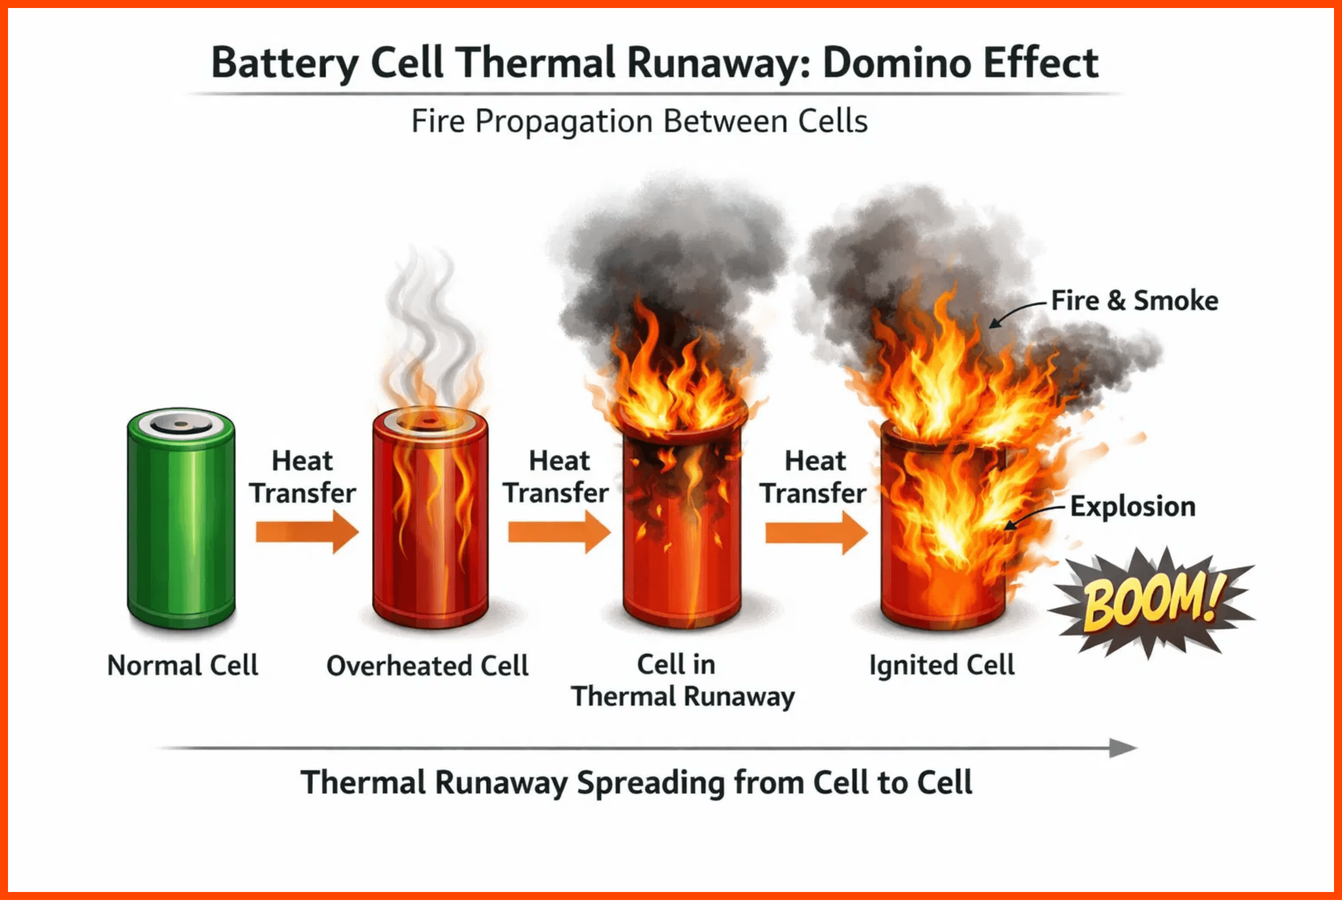 Battery Cell Thermal Runaway: Domino Effect
Fire Propagation Between Cells
Fire & Smoke
Heat
Transfer
Heat
Transfer
Heat
Transfer
Explosion
BOOM!
Normal Cell
Overheated Cell
Cell in
Thermal Runaway
Ignited Cell
Thermal Runaway Spreading from Cell to Cell